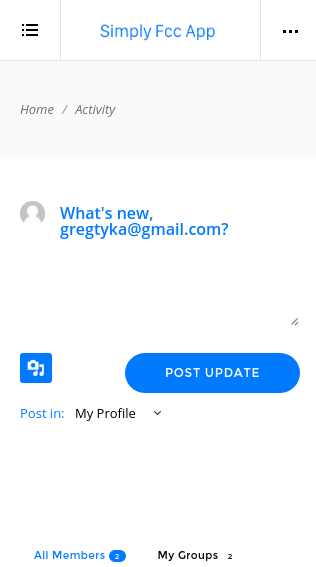 Simply Fcc App
Home / Activity
What's new,
gregtyka@gmail.com?
POST UPDATE
Post in: My Profile
All Members 2 My Groups 2